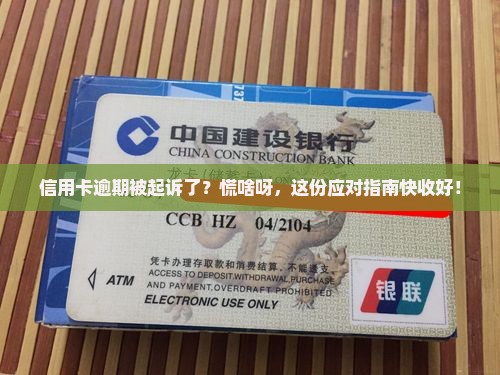 中国建设银行
CHINA CONSTRUCTION BANK
信用卡逾期被起诉了？慌啥呀，这份应对指南快收好！
CCB HZ 04/2104
凭卡办理存取款和消费结算，不能透支。
ACCESS TO DEPOSIT,WITHDRAWAL,PURCHASE
AND PAYMENT.OVERDRAFT PROHIBITED.
ATM
ELECTRONIC USE ONLY
银联